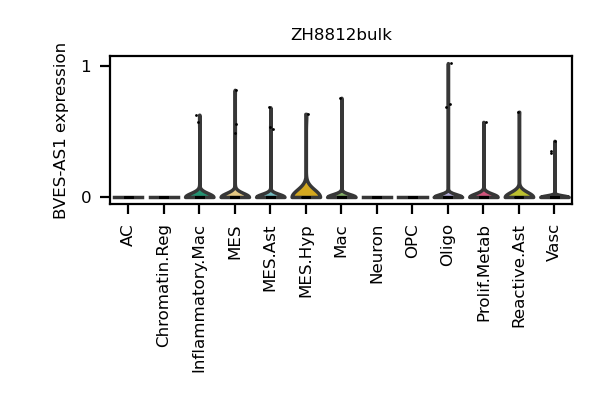 ZH8812bulk
BVES-AS1 expression
1
0
AC
Chromatin.Reg
Inflammatory.Mac
MES
MES.Ast
MES.Hyp
Mac
Neuron
OPC
Oligo
Prolif.Metab
Reactive.Ast
Vasc